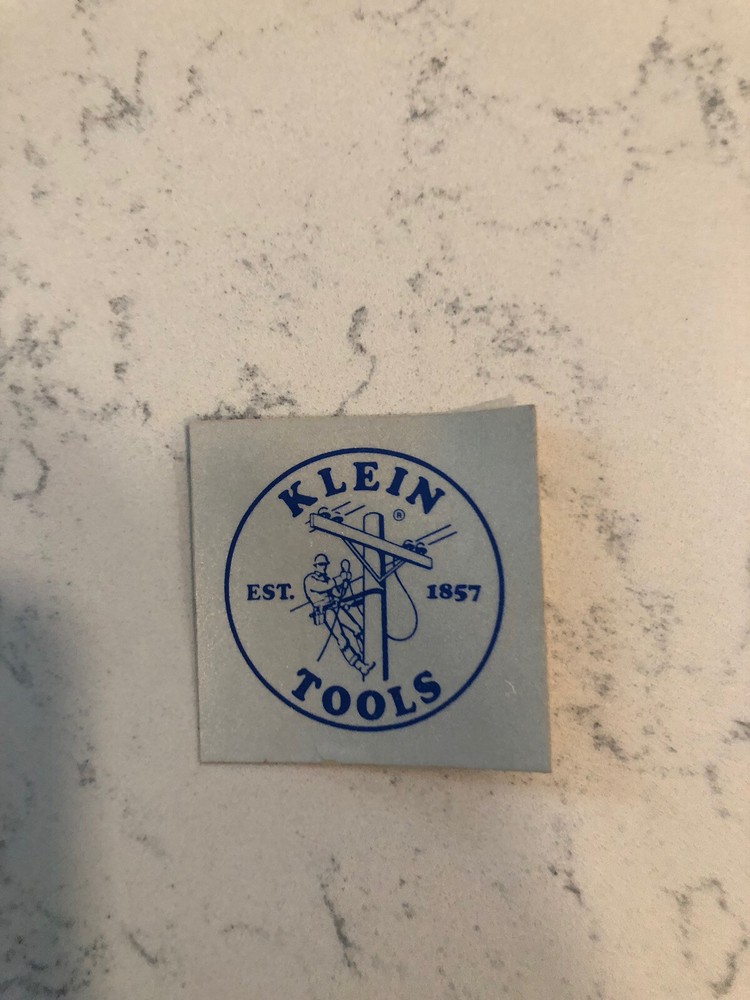 KLEIN
®
EST. 1857
TOOLS